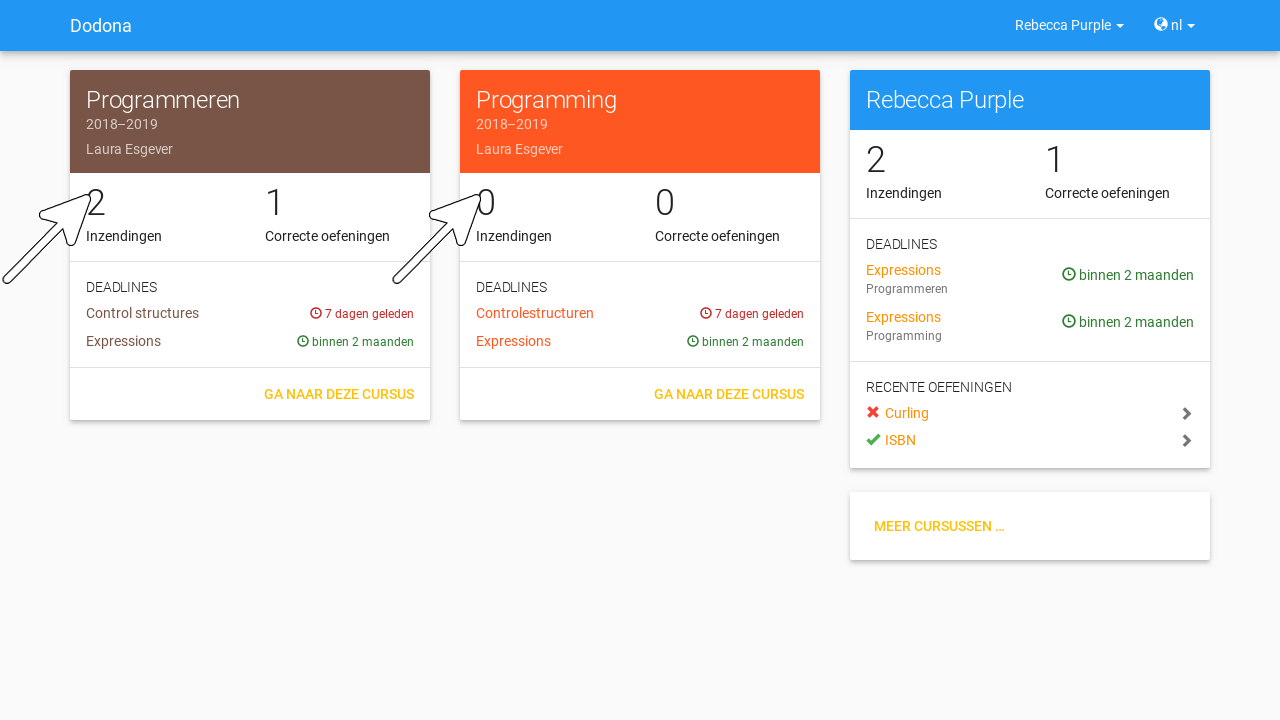 Dodona
Rebecca Purple
nl
Programmeren
2018–2019
Laura Esgever
2
Inzendingen
1
Correcte oefeningen
DEADLINES
Control structures
7 dagen geleden
Expressions
binnen 2 maanden
GA NAAR DEZE CURSUS
Programming
2018–2019
Laura Esgever
0
Inzendingen
0
Correcte oefeningen
DEADLINES
Controlestructuren
7 dagen geleden
Expressions
binnen 2 maanden
GA NAAR DEZE CURSUS
Rebecca Purple
2
Inzendingen
1
Correcte oefeningen
DEADLINES
Expressions
Programmeren
binnen 2 maanden
Expressions
Programming
binnen 2 maanden
RECENTE OEFENINGEN
Curling
ISBN
MEER CURSUSSEN ...